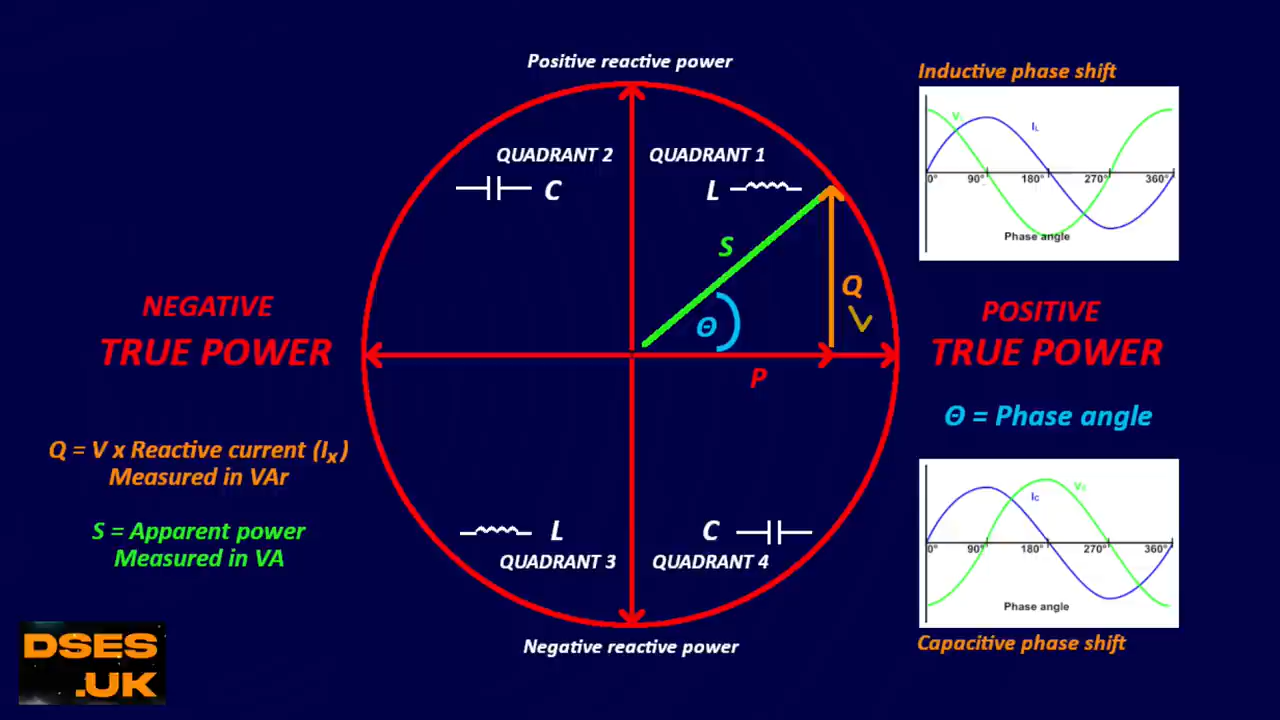 Positive reactive power
Inductive phase shift
V L
I L
0° 90° 180° 270° 360°
Phase angle
QUADRANT 2
QUADRANT 1
C
L
S
Q
V
Θ
P
NEGATIVE
TRUE POWER
POSITIVE
TRUE POWER
Θ = Phase angle
Q = V x Reactive current (Ix)
Measured in VAr
S = Apparent power
Measured in VA
I C
V C
0° 90° 180° 270° 360°
Phase angle
L
C
QUADRANT 3
QUADRANT 4
Negative reactive power
Capacitive phase shift
DSES
.UK